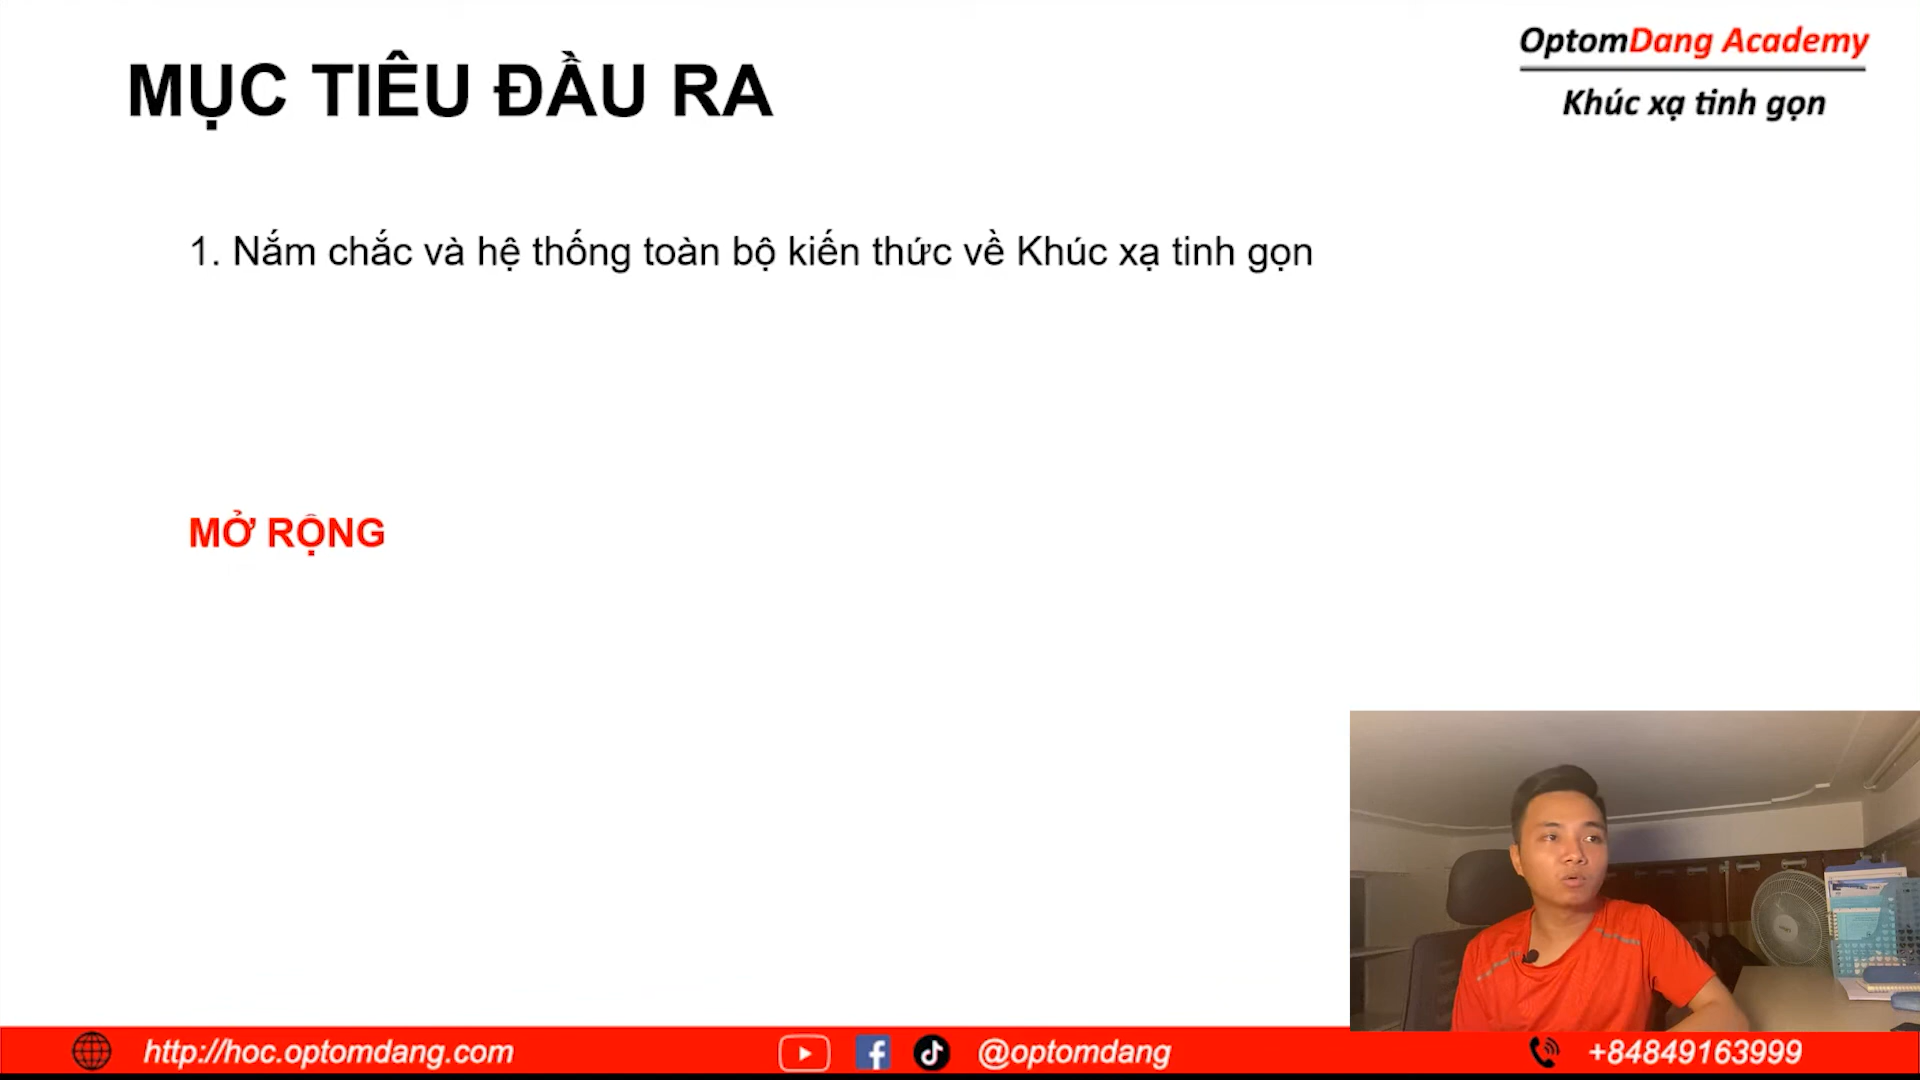 MỤC TIÊU ĐẦU RA
OptomDang Academy
Khúc xạ tinh gọn
1. Nắm chắc và hệ thống toàn bộ kiến thức về Khúc xạ tinh gọn
MỞ RỘNG
http://hoc.optomdang.com
@optomdang
+84849163999